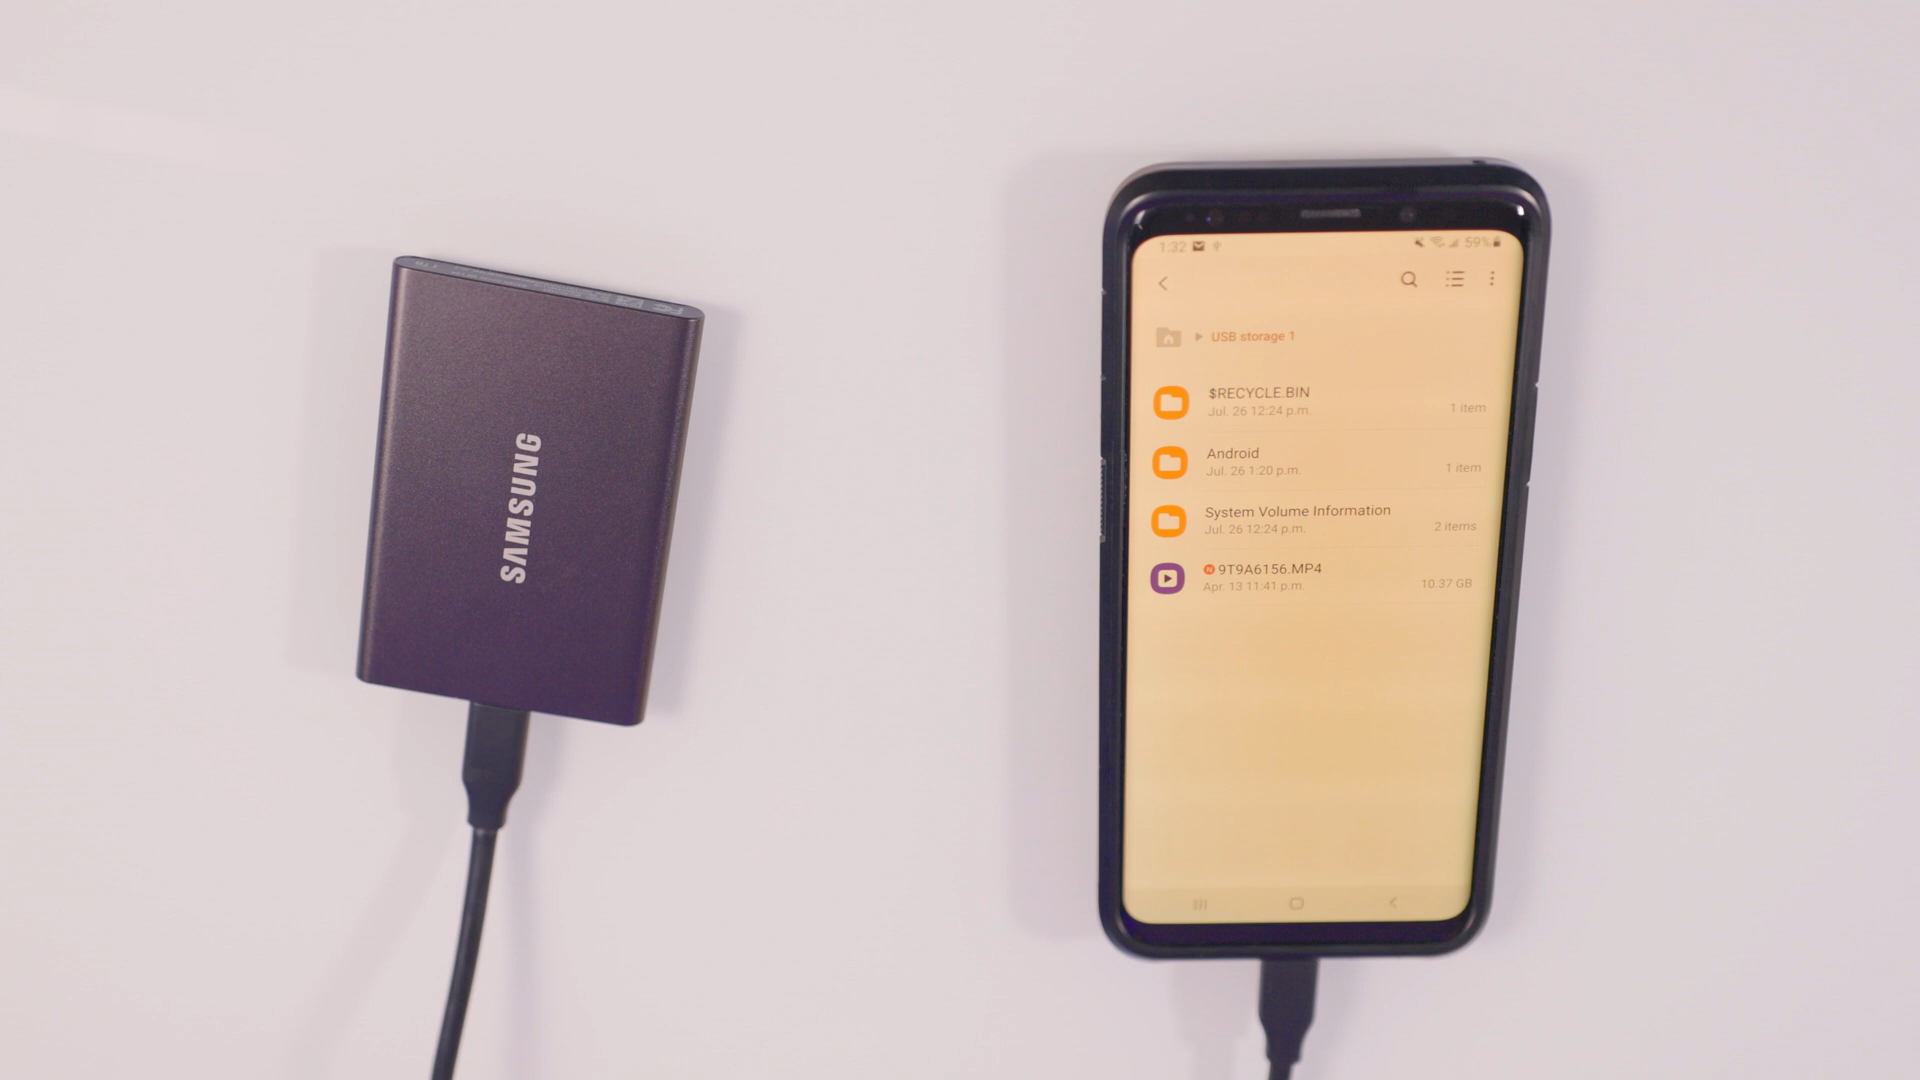 SAMSUNG
1:32
59%
USB storage 1
$RECYCLE.BIN
Jul. 26 12:24 p.m.
1 item
Android
Jul. 26 1:20 p.m.
1 item
System Volume Information
Jul. 26 12:24 p.m.
2 items
N 9T9A6156.MP4
Apr. 13 11:41 p.m.
10.37 GB